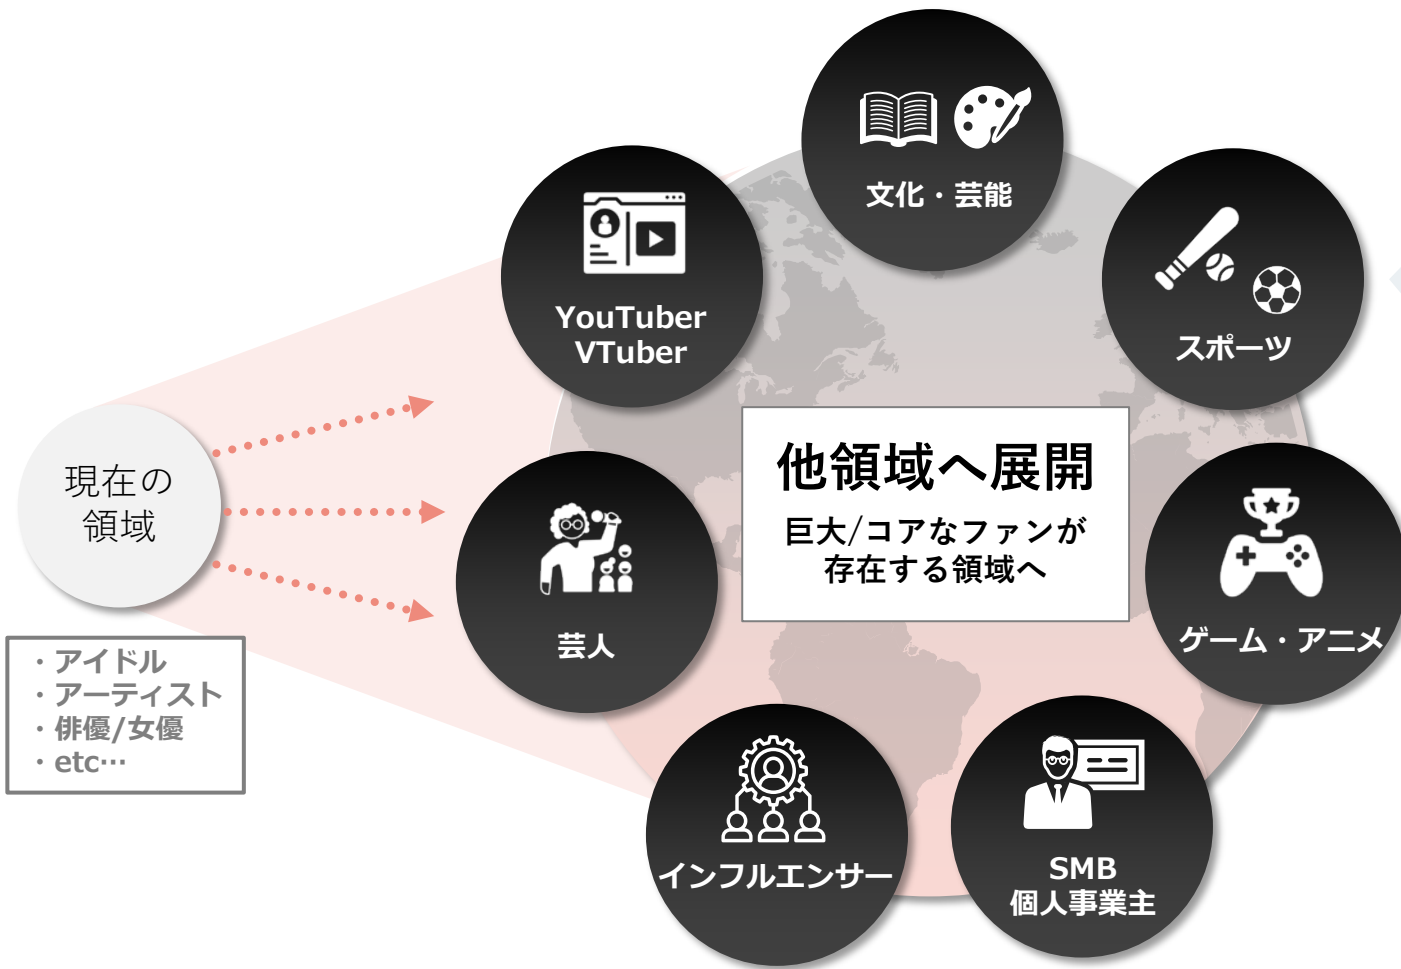 現在の
領域
・アイドル
・アーティスト
・俳優/女優
・etc…
他領域へ展開
巨大/コアなファンが
存在する領域へ
文化・芸能
スポーツ
ゲーム・アニメ
SMB
個人事業主
インフルエンサー
芸人
YouTuber
VTuber